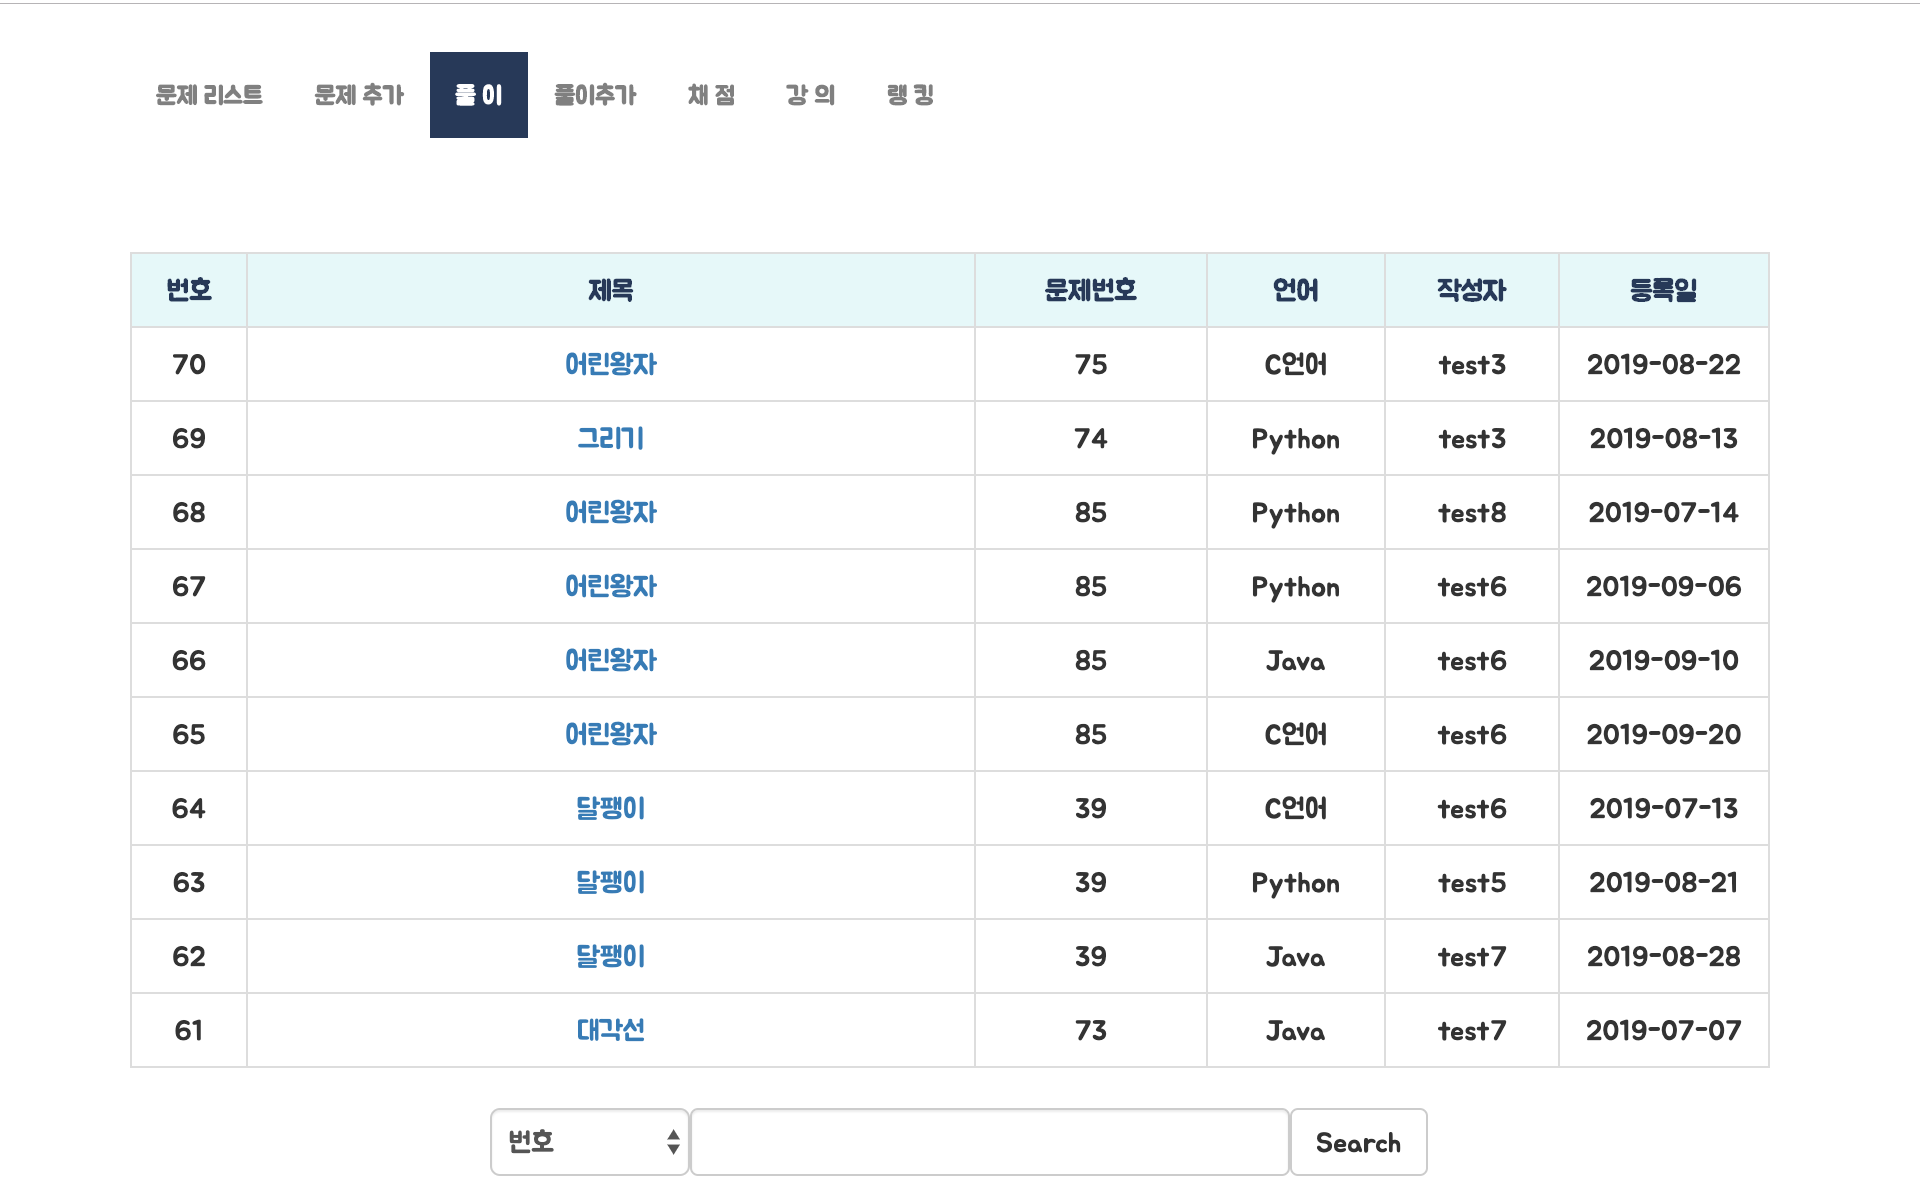 문제 리스트 문제 추가 풀 이 풀이추가 채 점 강 의 랭 킹
번호 제목 문제번호 언어 작성자 등록일
70 어린왕자 75 C언어 test3 2019-08-22
69 그리기 74 Python test3 2019-08-13
68 어린왕자 85 Python test8 2019-07-14
67 어린왕자 85 Python test6 2019-09-06
66 어린왕자 85 Java test6 2019-09-10
65 어린왕자 85 C언어 test6 2019-09-20
64 달팽이 39 C언어 test6 2019-07-13
63 달팽이 39 Python test5 2019-08-21
62 달팽이 39 Java test7 2019-08-28
61 대각선 73 Java test7 2019-07-07
번호 Search